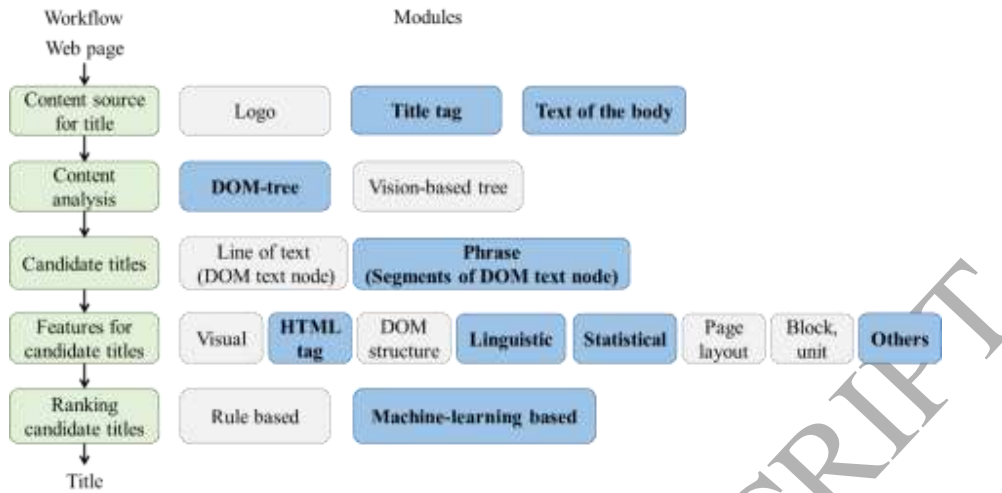 Workflow Modules
Web page
Content source
for title
Logo
Title tag
Text of the body
Content
analysis
DOM-tree
Vision-based tree
Candidate titles
Line of text
(DOM text node)
Phrase
(Segments of DOM text node)
Features for
candidate titles
Visual
HTML
tag
DOM
structure
Linguistic
Statistical
Page
layout
Block,
unit
Others
Ranking
candidate titles
Rule based
Machine-learning based
Title